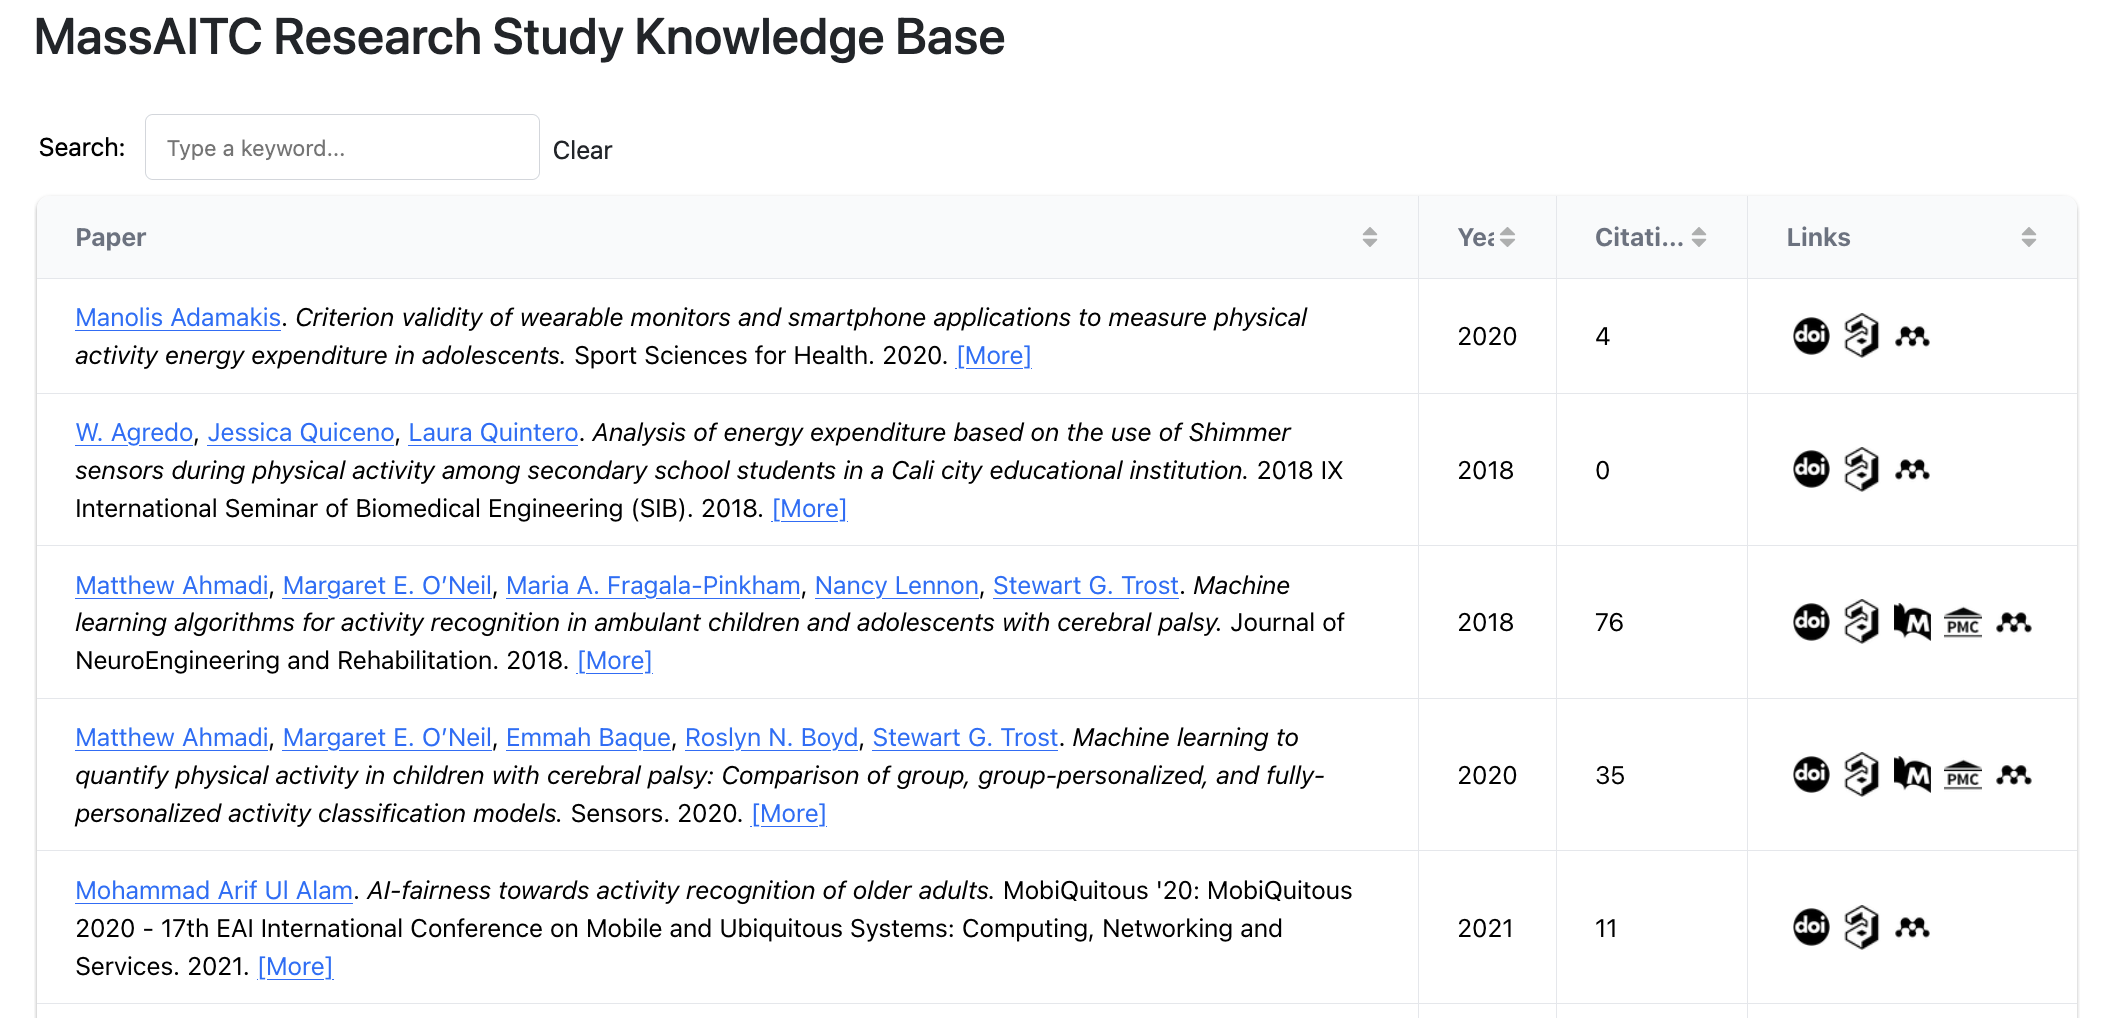 MassAITC Research Study Knowledge Base
Search: Type a keyword... Clear
Paper Yea Citati... Links
Manolis Adamakis. Criterion validity of wearable monitors and smartphone applications to measure physical
activity energy expenditure in adolescents. Sport Sciences for Health. 2020. [More]
2020 4 doi
W. Agredo, Jessica Quiceno, Laura Quintero. Analysis of energy expenditure based on the use of Shimmer
sensors during physical activity among secondary school students in a Cali city educational institution. 2018 IX
International Seminar of Biomedical Engineering (SIB). 2018. [More]
2018 0 doi
Matthew Ahmadi, Margaret E. O’Neil, Maria A. Fragala-Pinkham, Nancy Lennon, Stewart G. Trost. Machine
learning algorithms for activity recognition in ambulant children and adolescents with cerebral palsy. Journal of
NeuroEngineering and Rehabilitation. 2018. [More]
2018 76 doi M PMC
Matthew Ahmadi, Margaret E. O’Neil, Emmah Baque, Roslyn N. Boyd, Stewart G. Trost. Machine learning to
quantify physical activity in children with cerebral palsy: Comparison of group, group-personalized, and fully-
personalized activity classification models. Sensors. 2020. [More]
2020 35 doi M PMC
Mohammad Arif Ul Alam. AI-fairness towards activity recognition of older adults. MobiQuitous '20: MobiQuitous
2020 - 17th EAI International Conference on Mobile and Ubiquitous Systems: Computing, Networking and
Services. 2021. [More]
2021 11 doi